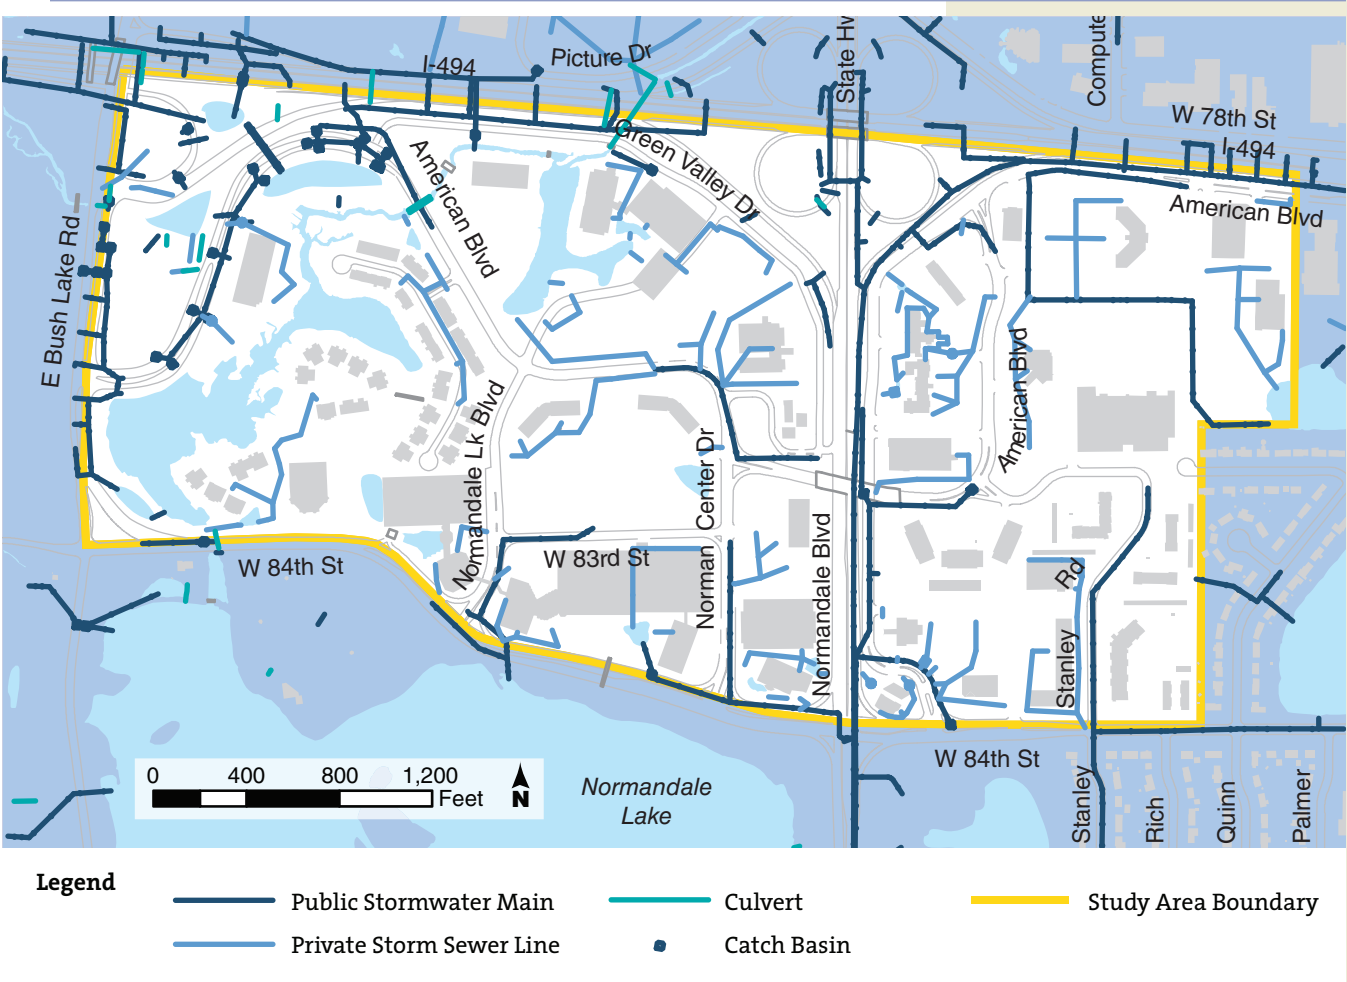 Picture Dr
I-494
State Hw
Compute
W 78th St
I-494
Green Valley Dr
American Blvd
American Blvd
E Bush Lake Rd
American Blvd
Normandale Lk Blvd
Norman Center Dr
Normandale Blvd
W 83rd St
W 84th St
Stanley Rd
W 84th St
0 400 800 1,200
Feet
N
Normandale
Lake
Stanley
Rich
Quinn
Palmer
Legend
Public Stormwater Main
Culvert
Study Area Boundary
Private Storm Sewer Line
Catch Basin